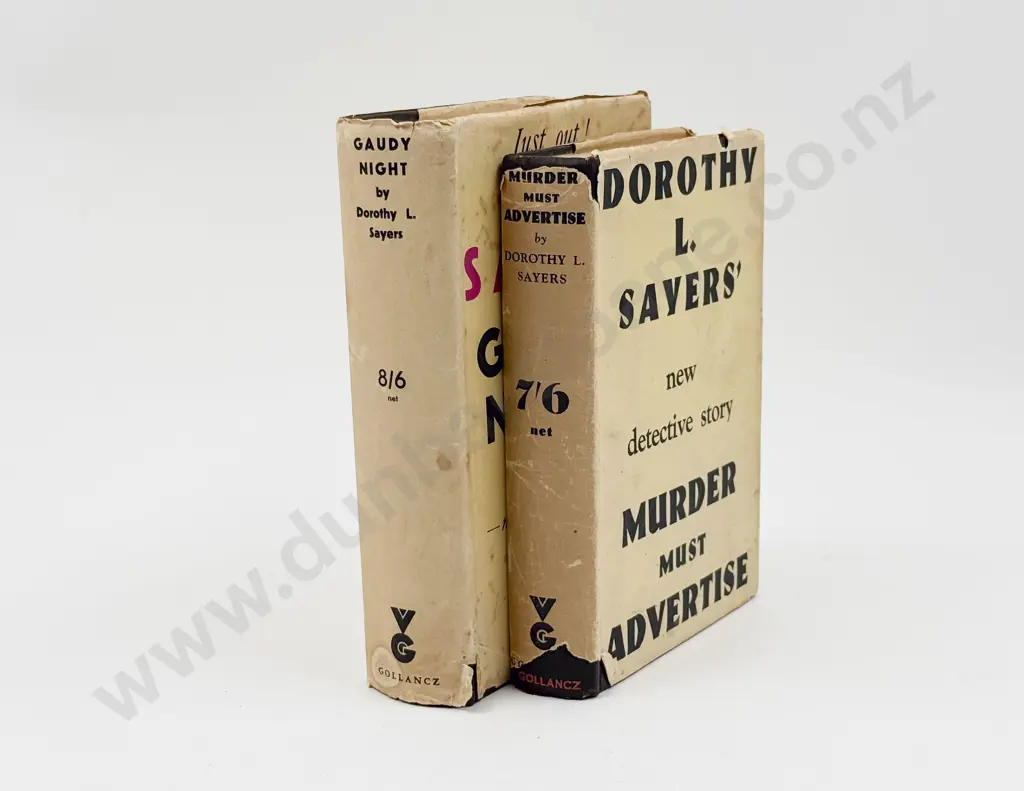 GAUDY
NIGHT
by
Dorothy L.
Sayers
8/6
net
VG
GOLLANCZ
Just out!
S
G
N
MURDER
MUST
ADVERTISE
by
DOROTHY L.
SAYERS
7/6
net
VG
GOLLANCZ
DOROTHY
L.
SAYERS'
new
detective story
MURDER
MUST
ADVERTISE